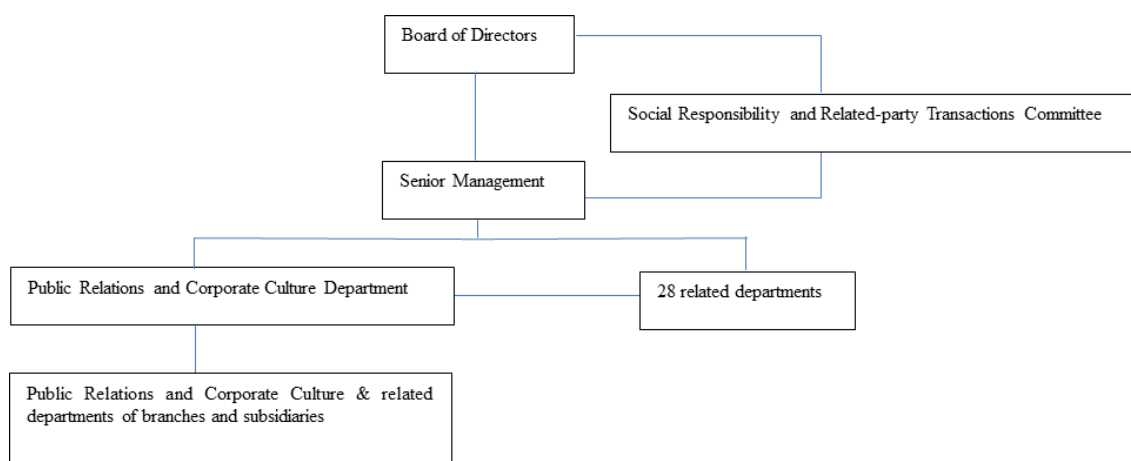 Board of Directors
Social Responsibility and Related-party Transactions Committee
Senior Management
Public Relations and Corporate Culture Department
28 related departments
Public Relations and Corporate Culture & related
departments of branches and subsidiaries